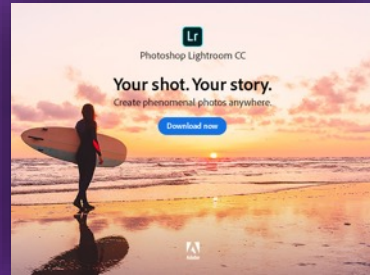 Lr
Photoshop Lightroom CC
Your shot. Your story.
Create phenomenal photos anywhere.
Download now
Adobe